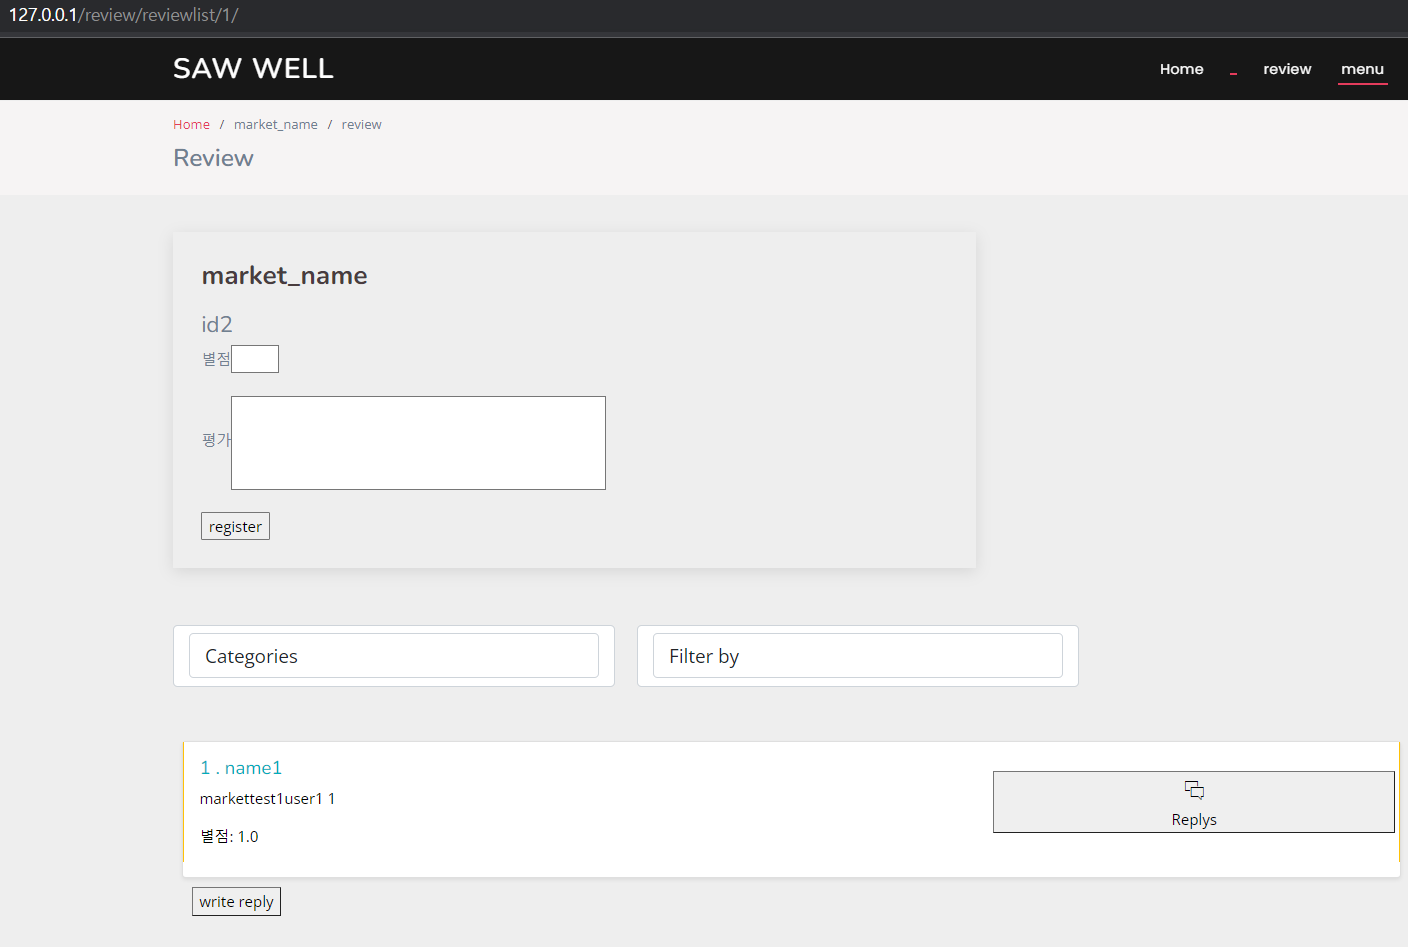 127.0.0.1/review/reviewlist/1/
SAW WELL
Home - review menu
Home / market_name / review
Review
market_name
id2
별점
평가
register
Categories
Filter by
1 . name1
markettest1user1 1
별점: 1.0
Replys
write reply